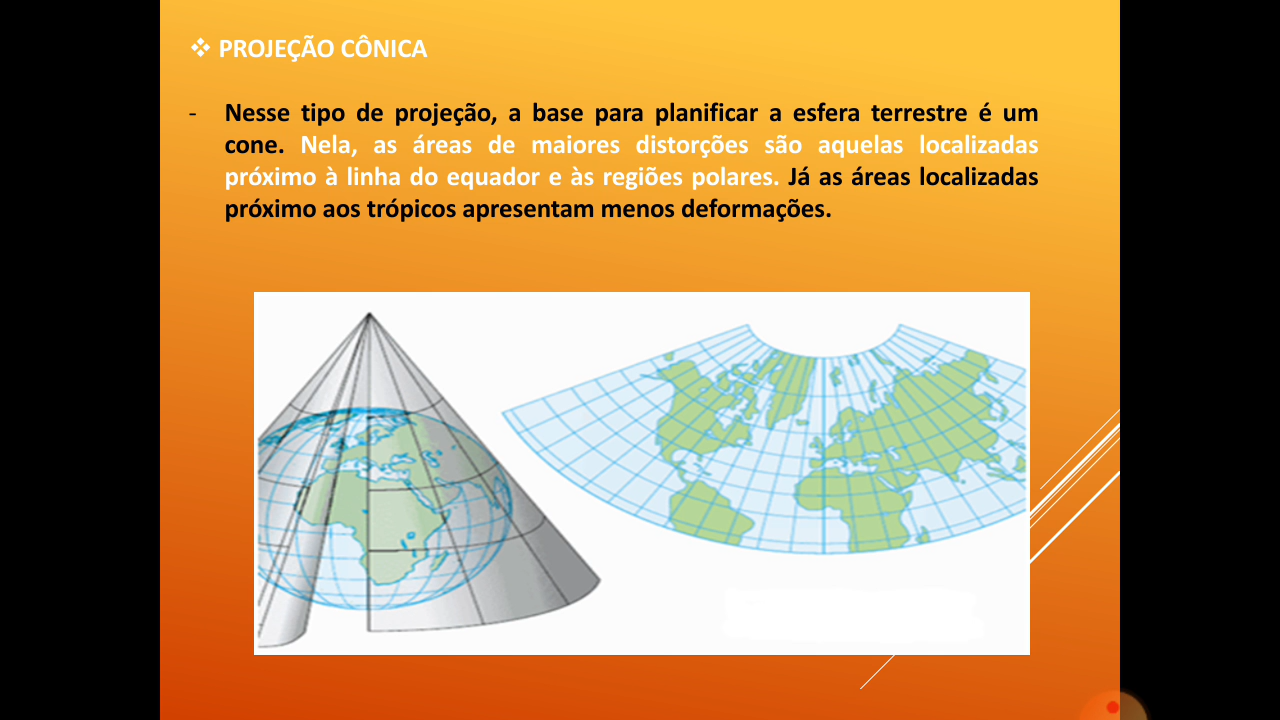 ❖ PROJEÇÃO CÔNICA
- Nesse tipo de projeção, a base para planificar a esfera terrestre é um
cone. Nela, as áreas de maiores distorções são aquelas localizadas
próximo à linha do equador e às regiões polares. Já as áreas localizadas
próximo aos trópicos apresentam menos deformações.